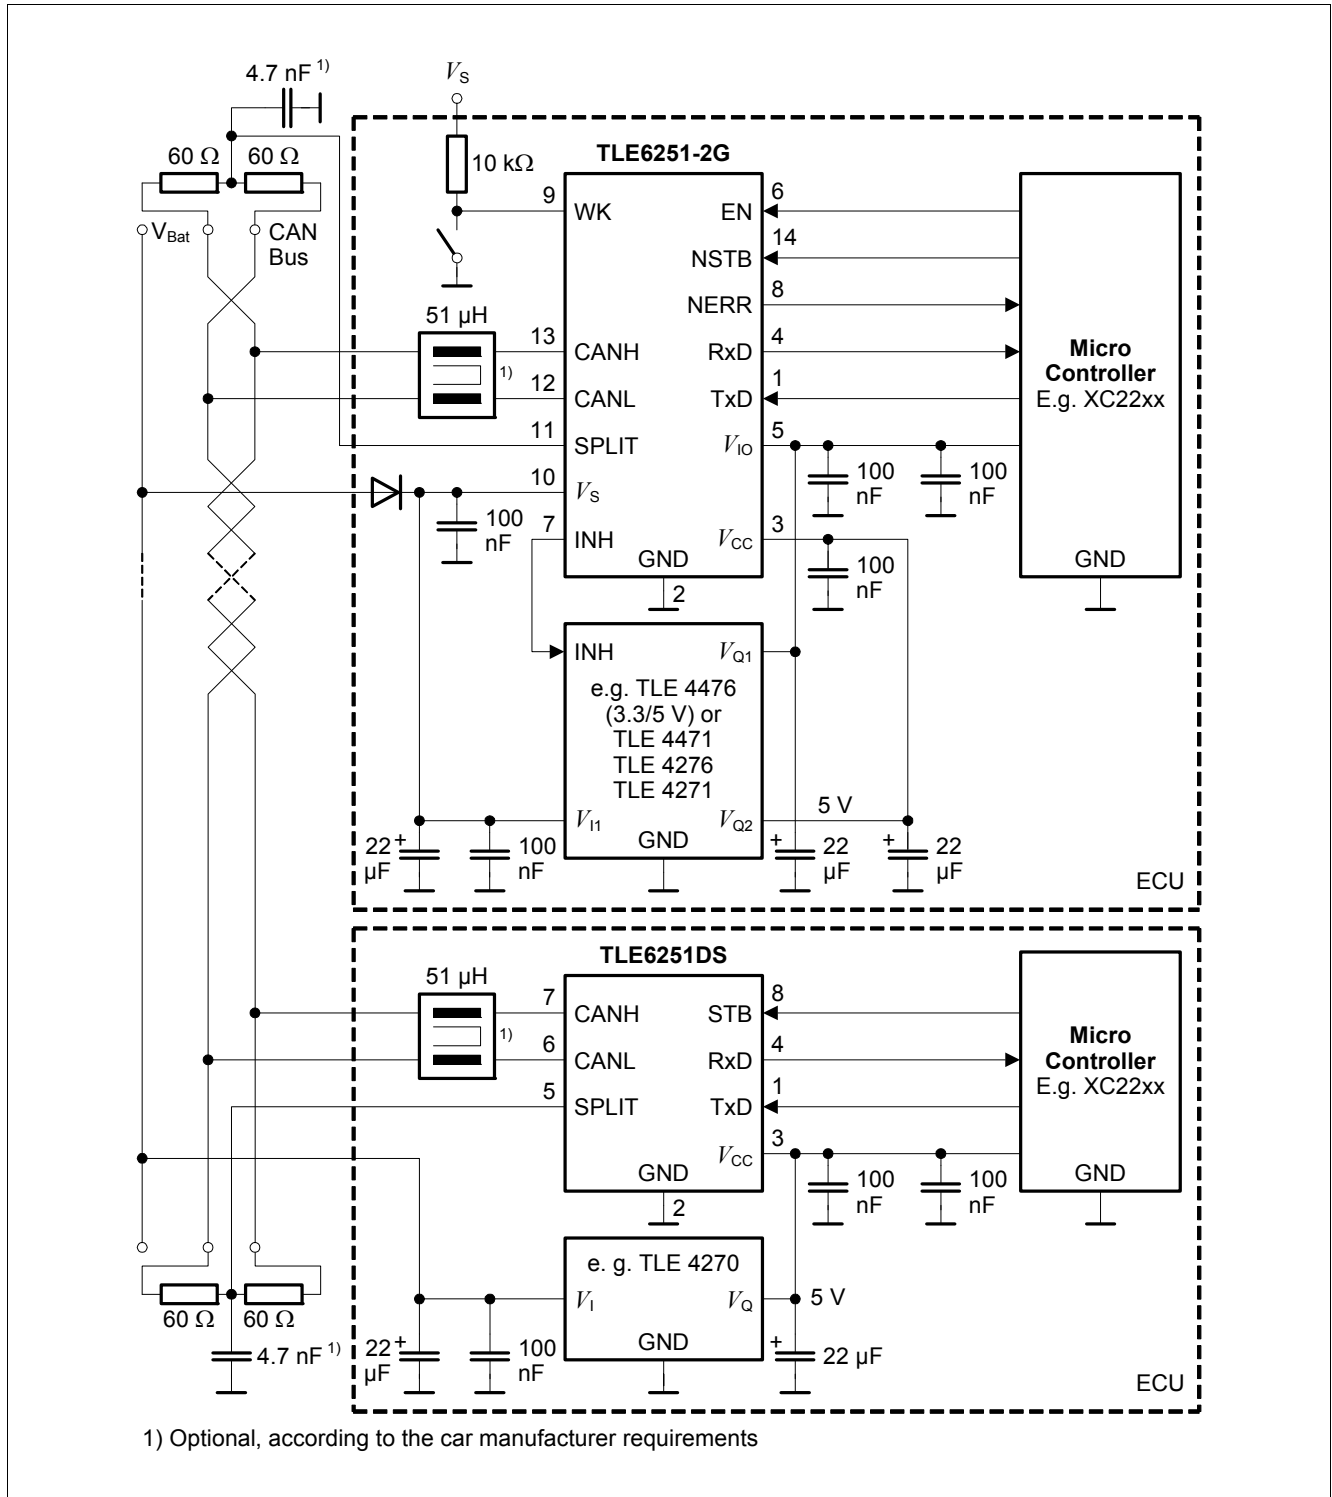 4.7 nF 1)
VS
60 Ω 60 Ω
10 kΩ
VBat
CAN
Bus
TLE6251-2G
9 WK EN 6
NSTB 14
NERR 8
51 µH
1)
13 CANH RxD 4
12 CANL TxD 1
11 SPLIT VIO 5
10 VS
7 INH VCC 3
GND
2
100
nF
100
nF
100
nF
100
nF
Micro
Controller
E.g. XC22xx
GND
INH VQ1
e.g. TLE 4476
(3.3/5 V) or
TLE 4471
TLE 4276
TLE 4271
VI1 VQ2 5 V
GND
22
µF
+
100
nF
+
22
µF
+
22
µF
ECU
TLE6251DS
51 µH
1)
7 CANH STB 8
6 CANL RxD 4
5 SPLIT TxD 1
VCC 3
GND
2
100
nF
100
nF
Micro
Controller
E.g. XC22xx
GND
e. g. TLE 4270
VI VQ 5 V
GND
60 Ω 60 Ω
4.7 nF 1)
22
µF
+
100
nF
+
22 µF
ECU
1) Optional, according to the car manufacturer requirements